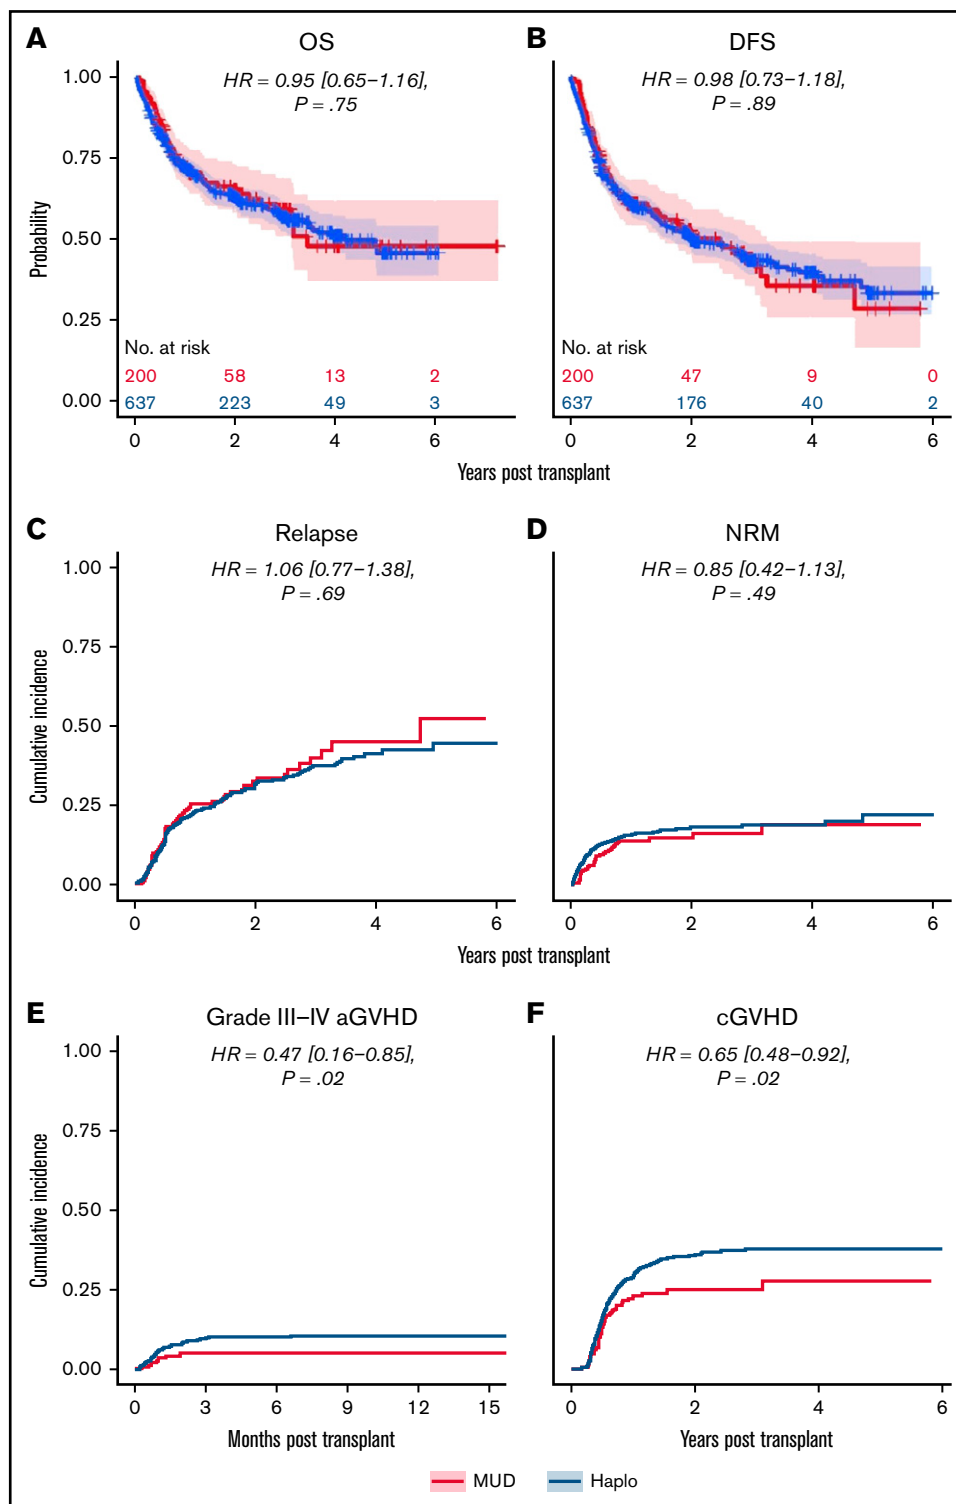 A
OS
HR = 0.95 [0.65–1.16],
P = .75
1.00
0.75
0.50
0.25
0.00
Probability
No. at risk
200 58 13 2
637 223 49 3
0 2 4 6
B
DFS
HR = 0.98 [0.73–1.18],
P = .89
No. at risk
200 47 9 0
637 176 40 2
0 2 4 6
Years post transplant
C
Relapse
HR = 1.06 [0.77–1.38],
P = .69
1.00
0.75
0.50
0.25
0.00
Cumulative incidence
0 2 4 6
D
NRM
HR = 0.85 [0.42–1.13],
P = .49
0 2 4 6
Years post transplant
E
Grade III–IV aGVHD
HR = 0.47 [0.16–0.85],
P = .02
1.00
0.75
0.50
0.25
0.00
Cumulative incidence
0 3 6 9 12 15
Months post transplant
F
cGVHD
HR = 0.65 [0.48–0.92],
P = .02
0 2 4 6
Years post transplant
MUD Haplo